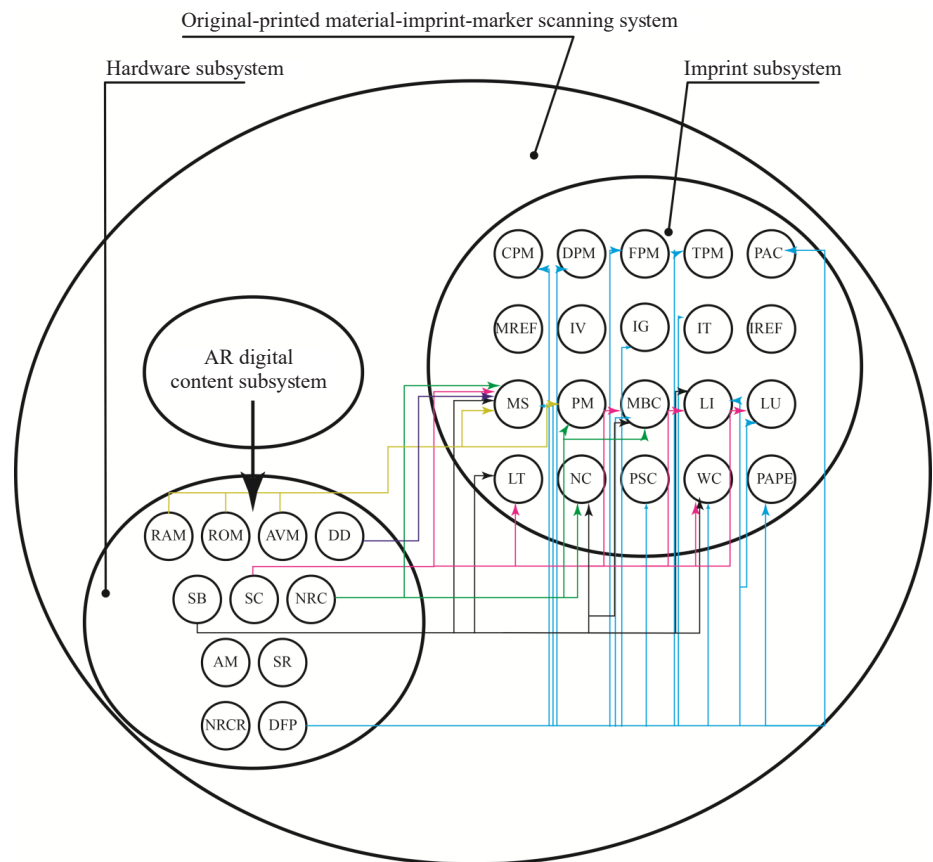 Original-printed material-imprint-marker scanning system
Hardware subsystem
Imprint subsystem
CPM DPM FPM TPM PAC
MREF IV IG IT IREF
AR digital
content subsystem
MS PM MBC LI LU
LT NC PSC WC PAPE
RAM ROM AVM DD
SB SC NRC
AM SR
NRCR DFP